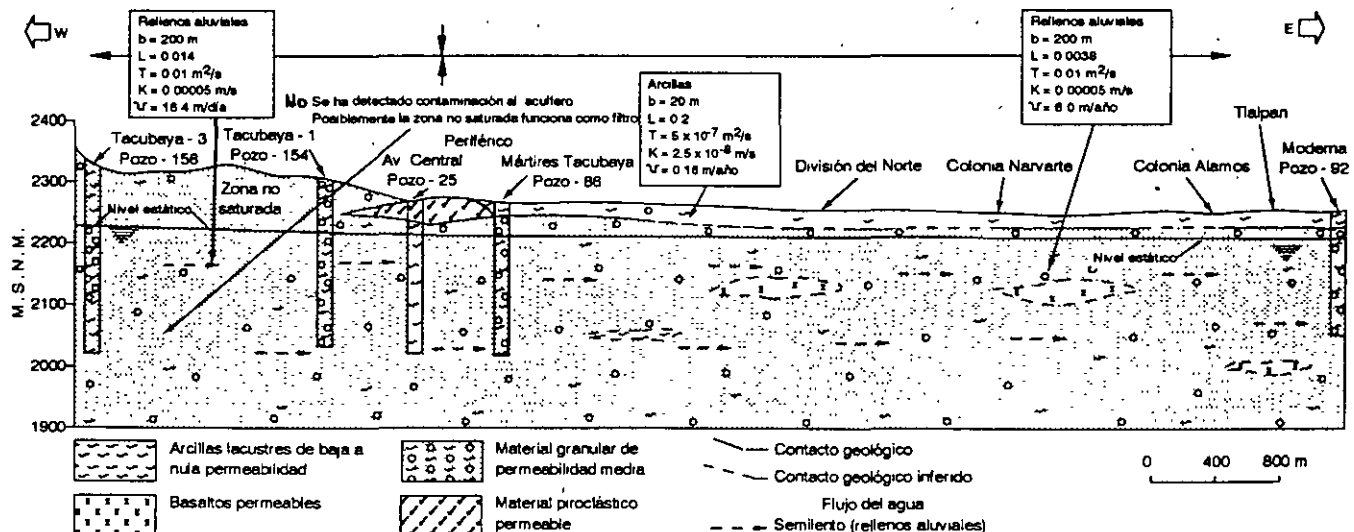 W
E
Rellenos aluviales
b = 200 m
L = 0 014
T = 0 01 m²/s
K = 0 00005 m/s
V = 16 4 m/día
No Se ha detectado contaminación al acuífero
Posiblemente la zona no saturada funciona como filtro
Arcillas
b = 20 m
L = 0 2
T = 5 x 10⁻⁷ m²/s
K = 2.5 x 10⁻⁸ m/s
V = 0 16 m/año
Rellenos aluviales
b = 200 m
L = 0 0038
T = 0 01 m²/s
K = 0 00005 m/s
V = 6 0 m/año
Tacubaya - 3
Pozo - 156
Tacubaya - 1
Pozo - 154
Periférico
Av Central
Pozo - 25
Mártires Tacubaya
Pozo - 86
División del Norte
Colonia Narvarte
Colonia Alamos
Tlalpan
Moderna
Pozo - 92
Zona no
saturada
Nivel estático
Nivel estático
M. S. N. M.
2400
2300
2200
2100
2000
1900
Arcillas lacustres de baja a
nula permeabilidad
Basaltos permeables
Material granular de
permeabilidad media
Material piroclástico
permeable
Contacto geológico
Contacto geológico inferido
Flujo del agua
Semilento (rellenos aluviales)
0 400 800 m